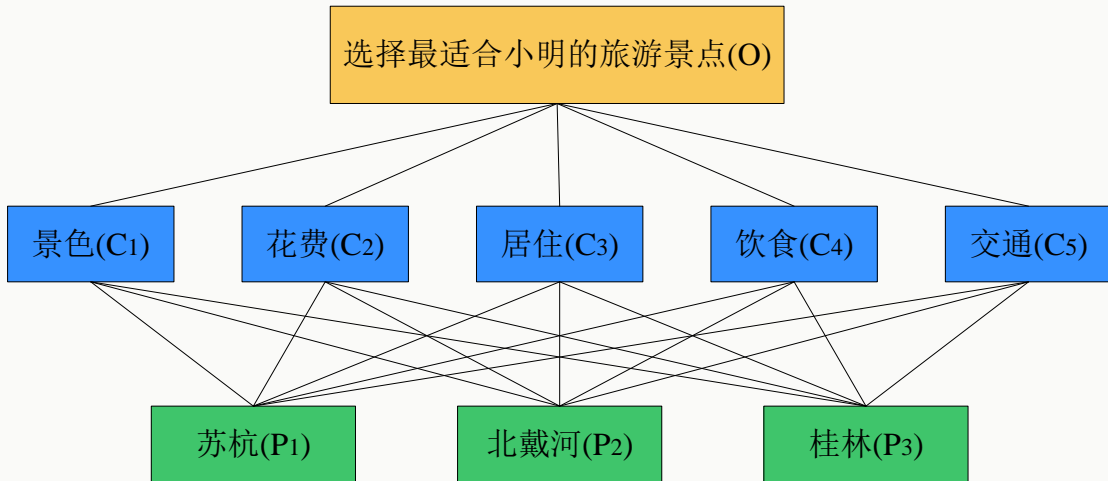 选择最适合小明的旅游景点(O)
景色(C1)
花费(C2)
居住(C3)
饮食(C4)
交通(C5)
苏杭(P1)
北戴河(P2)
桂林(P3)